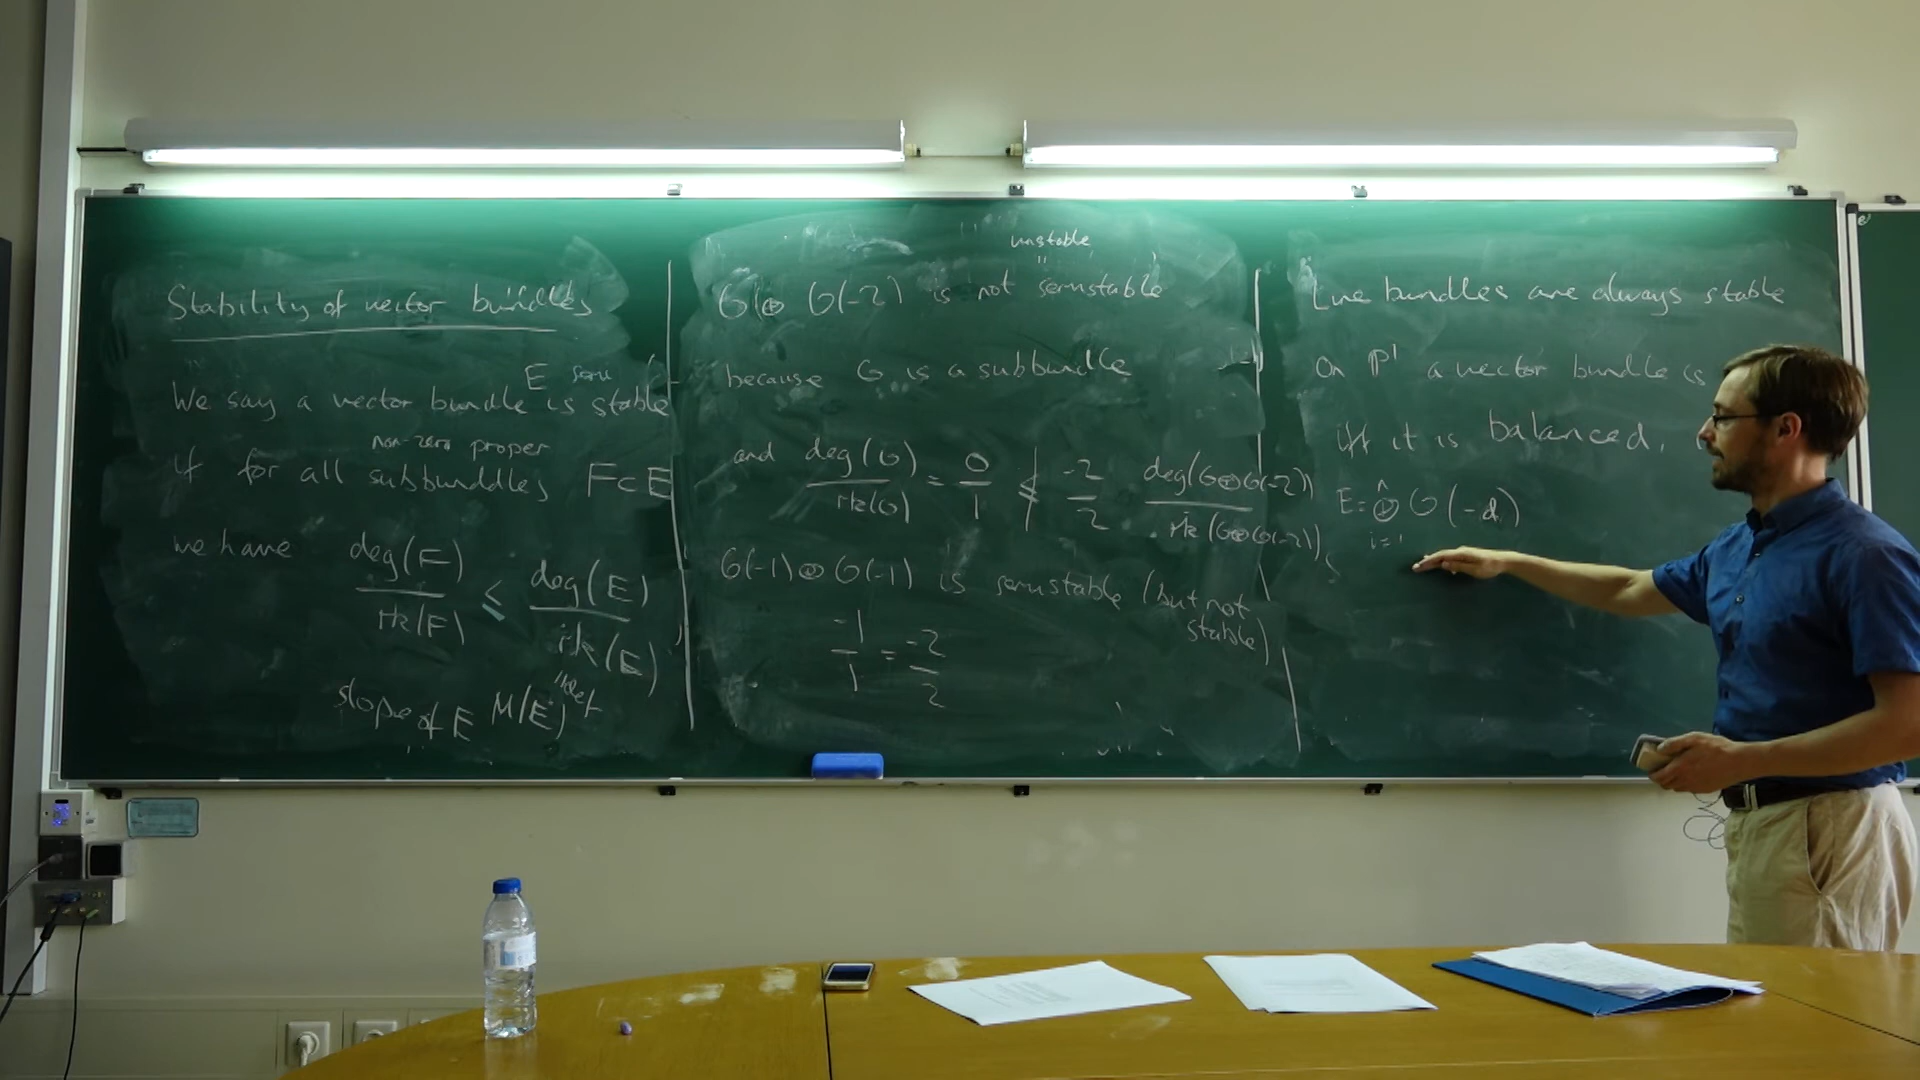 Stability of vector bundles
E semi
We say a vector bundle is stable
non-zero proper
if for all subbundles F⊂E
we have deg(F)/rk(F) ≤ deg(E)/rk(E)
slope of E M(E)
unstable
O ⊕ O(-2) is not semistable
because O is a subbundle
and deg(O)/rk(O) = 0/1 ≰ -2/2 deg(O⊕O(-2))/rk(O⊕O(-2))
O(-1)⊕O(-1) is semistable (but not
stable)
-1/1 = -2/2
Line bundles are always stable
On P¹ a vector bundle is
iff it is balanced,
E = ⊕ O(-d)
i=1